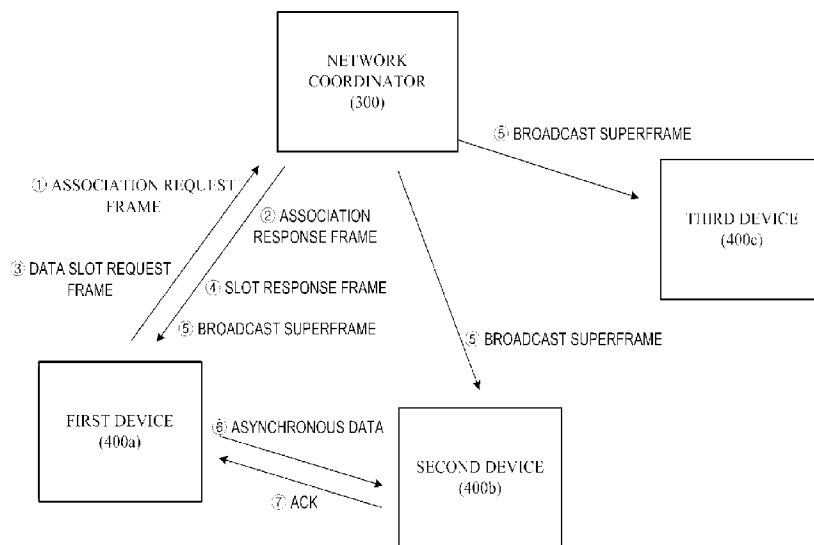 NETWORK
COORDINATOR
(300)
⑤ BROADCAST SUPERFRAME
① ASSOCIATION REQUEST
FRAME
② ASSOCIATION
RESPONSE FRAME
THIRD DEVICE
(400c)
③ DATA SLOT REQUEST
FRAME
④ SLOT RESPONSE FRAME
⑤ BROADCAST SUPERFRAME
⑤ BROADCAST SUPERFRAME
FIRST DEVICE
(400a)
⑥ ASYNCHRONOUS DATA
SECOND DEVICE
(400b)
⑦ ACK